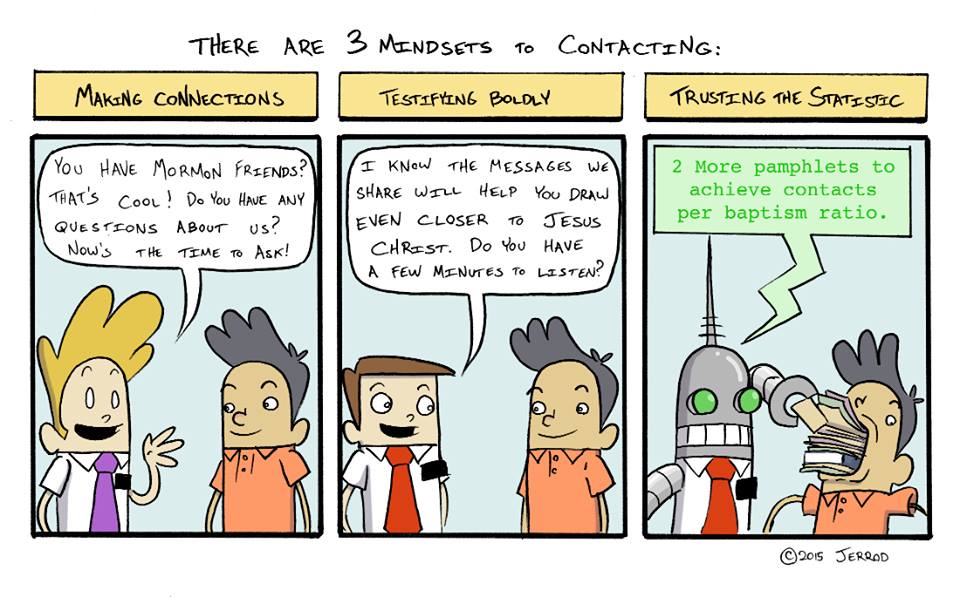 There are 3 Mindsets to Contacting:
Making connections
You have Mormon Friends?
That's cool! Do you have any
questions about us?
Now's the time to ask!
Testifying boldly
I know the messages we
share will help you draw
even closer to Jesus
Christ. Do you have
a few minutes to listen?
Trusting the Statistic
2 More pamphlets to
achieve contacts
per baptism ratio.
©2015 Jerrod